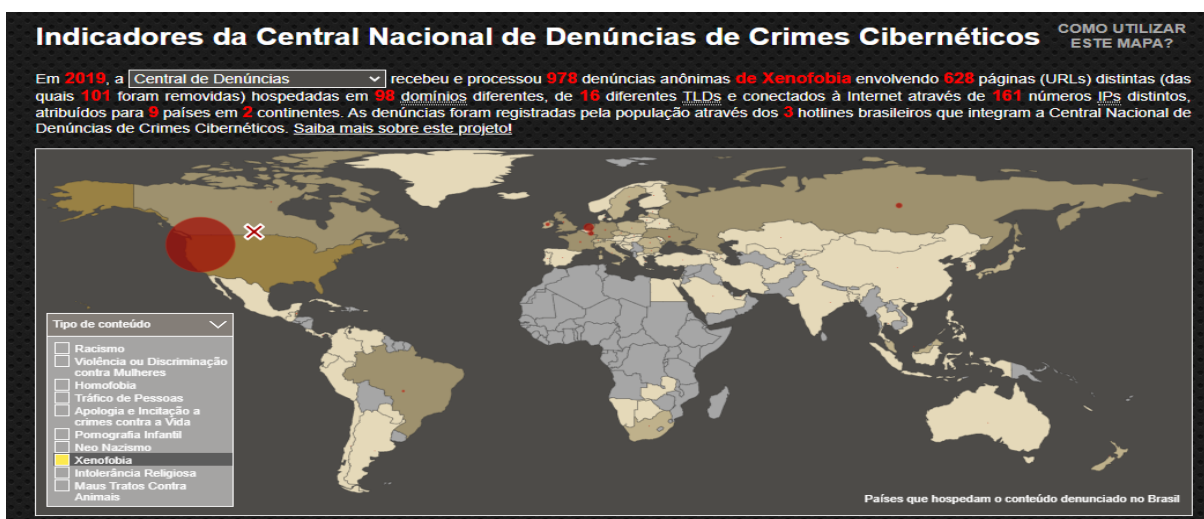 Indicadores da Central Nacional de Denúncias de Crimes Cibernéticos
COMO UTILIZAR
ESTE MAPA?
Em 2019, a Central de Denúncias recebeu e processou 978 denúncias anônimas de Xenofobia envolvendo 628 páginas (URLs) distintas (das
quais 101 foram removidas) hospedadas em 98 domínios diferentes, de 16 diferentes TLDs e conectados à Internet através de 161 números IPs distintos,
atribuídos para 9 países em 2 continentes. As denúncias foram registradas pela população através dos 3 hotlines brasileiros que integram a Central Nacional de
Denúncias de Crimes Cibernéticos. Saiba mais sobre este projeto!
Tipo de conteúdo
Racismo
Violência ou Discriminação
contra Mulheres
Homofobia
Tráfico de Pessoas
Apologia e Incitação a
crimes contra a Vida
Pornografia Infantil
Neo Nazismo
Xenofobia
Intolerância Religiosa
Maus Tratos Contra
Animais
Países que hospedam o conteúdo denunciado no Brasil